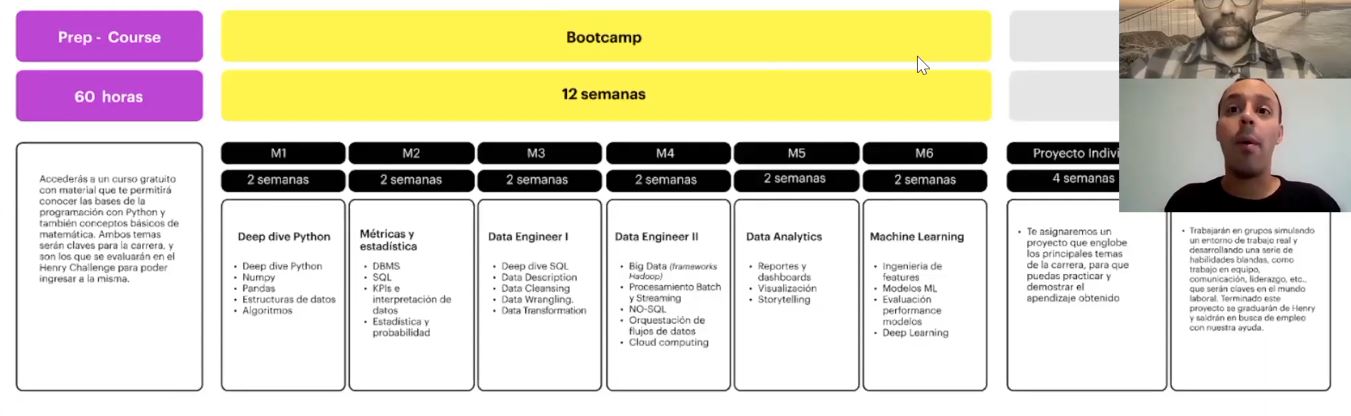 Prep - Course
60 horas
Accederás a un curso gratuito
con material que te permitirá
conocer las bases de la
programación con Python y
también conceptos básicos de
matemática. Ambos temas
serán claves para la carrera, y
son los que se evaluarán en el
Henry Challenge para poder
ingresar a la misma.
Bootcamp
12 semanas
M1
2 semanas
Deep dive Python
• Deep dive Python
• Numpy
• Pandas
• Estructuras de datos
• Algoritmos
M2
2 semanas
Métricas y
estadística
• DBMS
• SQL
• KPIs e
interpretación de
datos
• Estadística y
probabilidad
M3
2 semanas
Data Engineer I
• Deep dive SQL
• Data Description
• Data Cleansing
• Data Wrangling.
• Data Transformation
M4
2 semanas
Data Engineer II
• Big Data (frameworks
Hadoop)
• Procesamiento Batch
y Streaming
• NO-SQL
• Orquestación de
flujos de datos
• Cloud computing
M5
2 semanas
Data Analytics
• Reportes y
dashboards
• Visualización
• Storytelling
M6
2 semanas
Machine Learning
• Ingenieria de
features
• Modelos ML
• Evaluación
performance
modelos
• Deep Learning
Proyecto Indivi
4 semanas
• Te asignaremos un
proyecto que englobe
los principales temas
de la carrera, para que
puedas practicar y
demostrar el
apendizaje obtenido
• Trabajarán en grupos simulando
un entorno de trabajo real y
desarrollando una serie de
habilidades blandas, como
trabajo en equipo,
comunicación, liderazgo, etc.,
que serán claves en el mundo
laboral. Terminado este
proyecto se graduarán de Henry
y saldrán en busca de empleo
con nuestra ayuda.